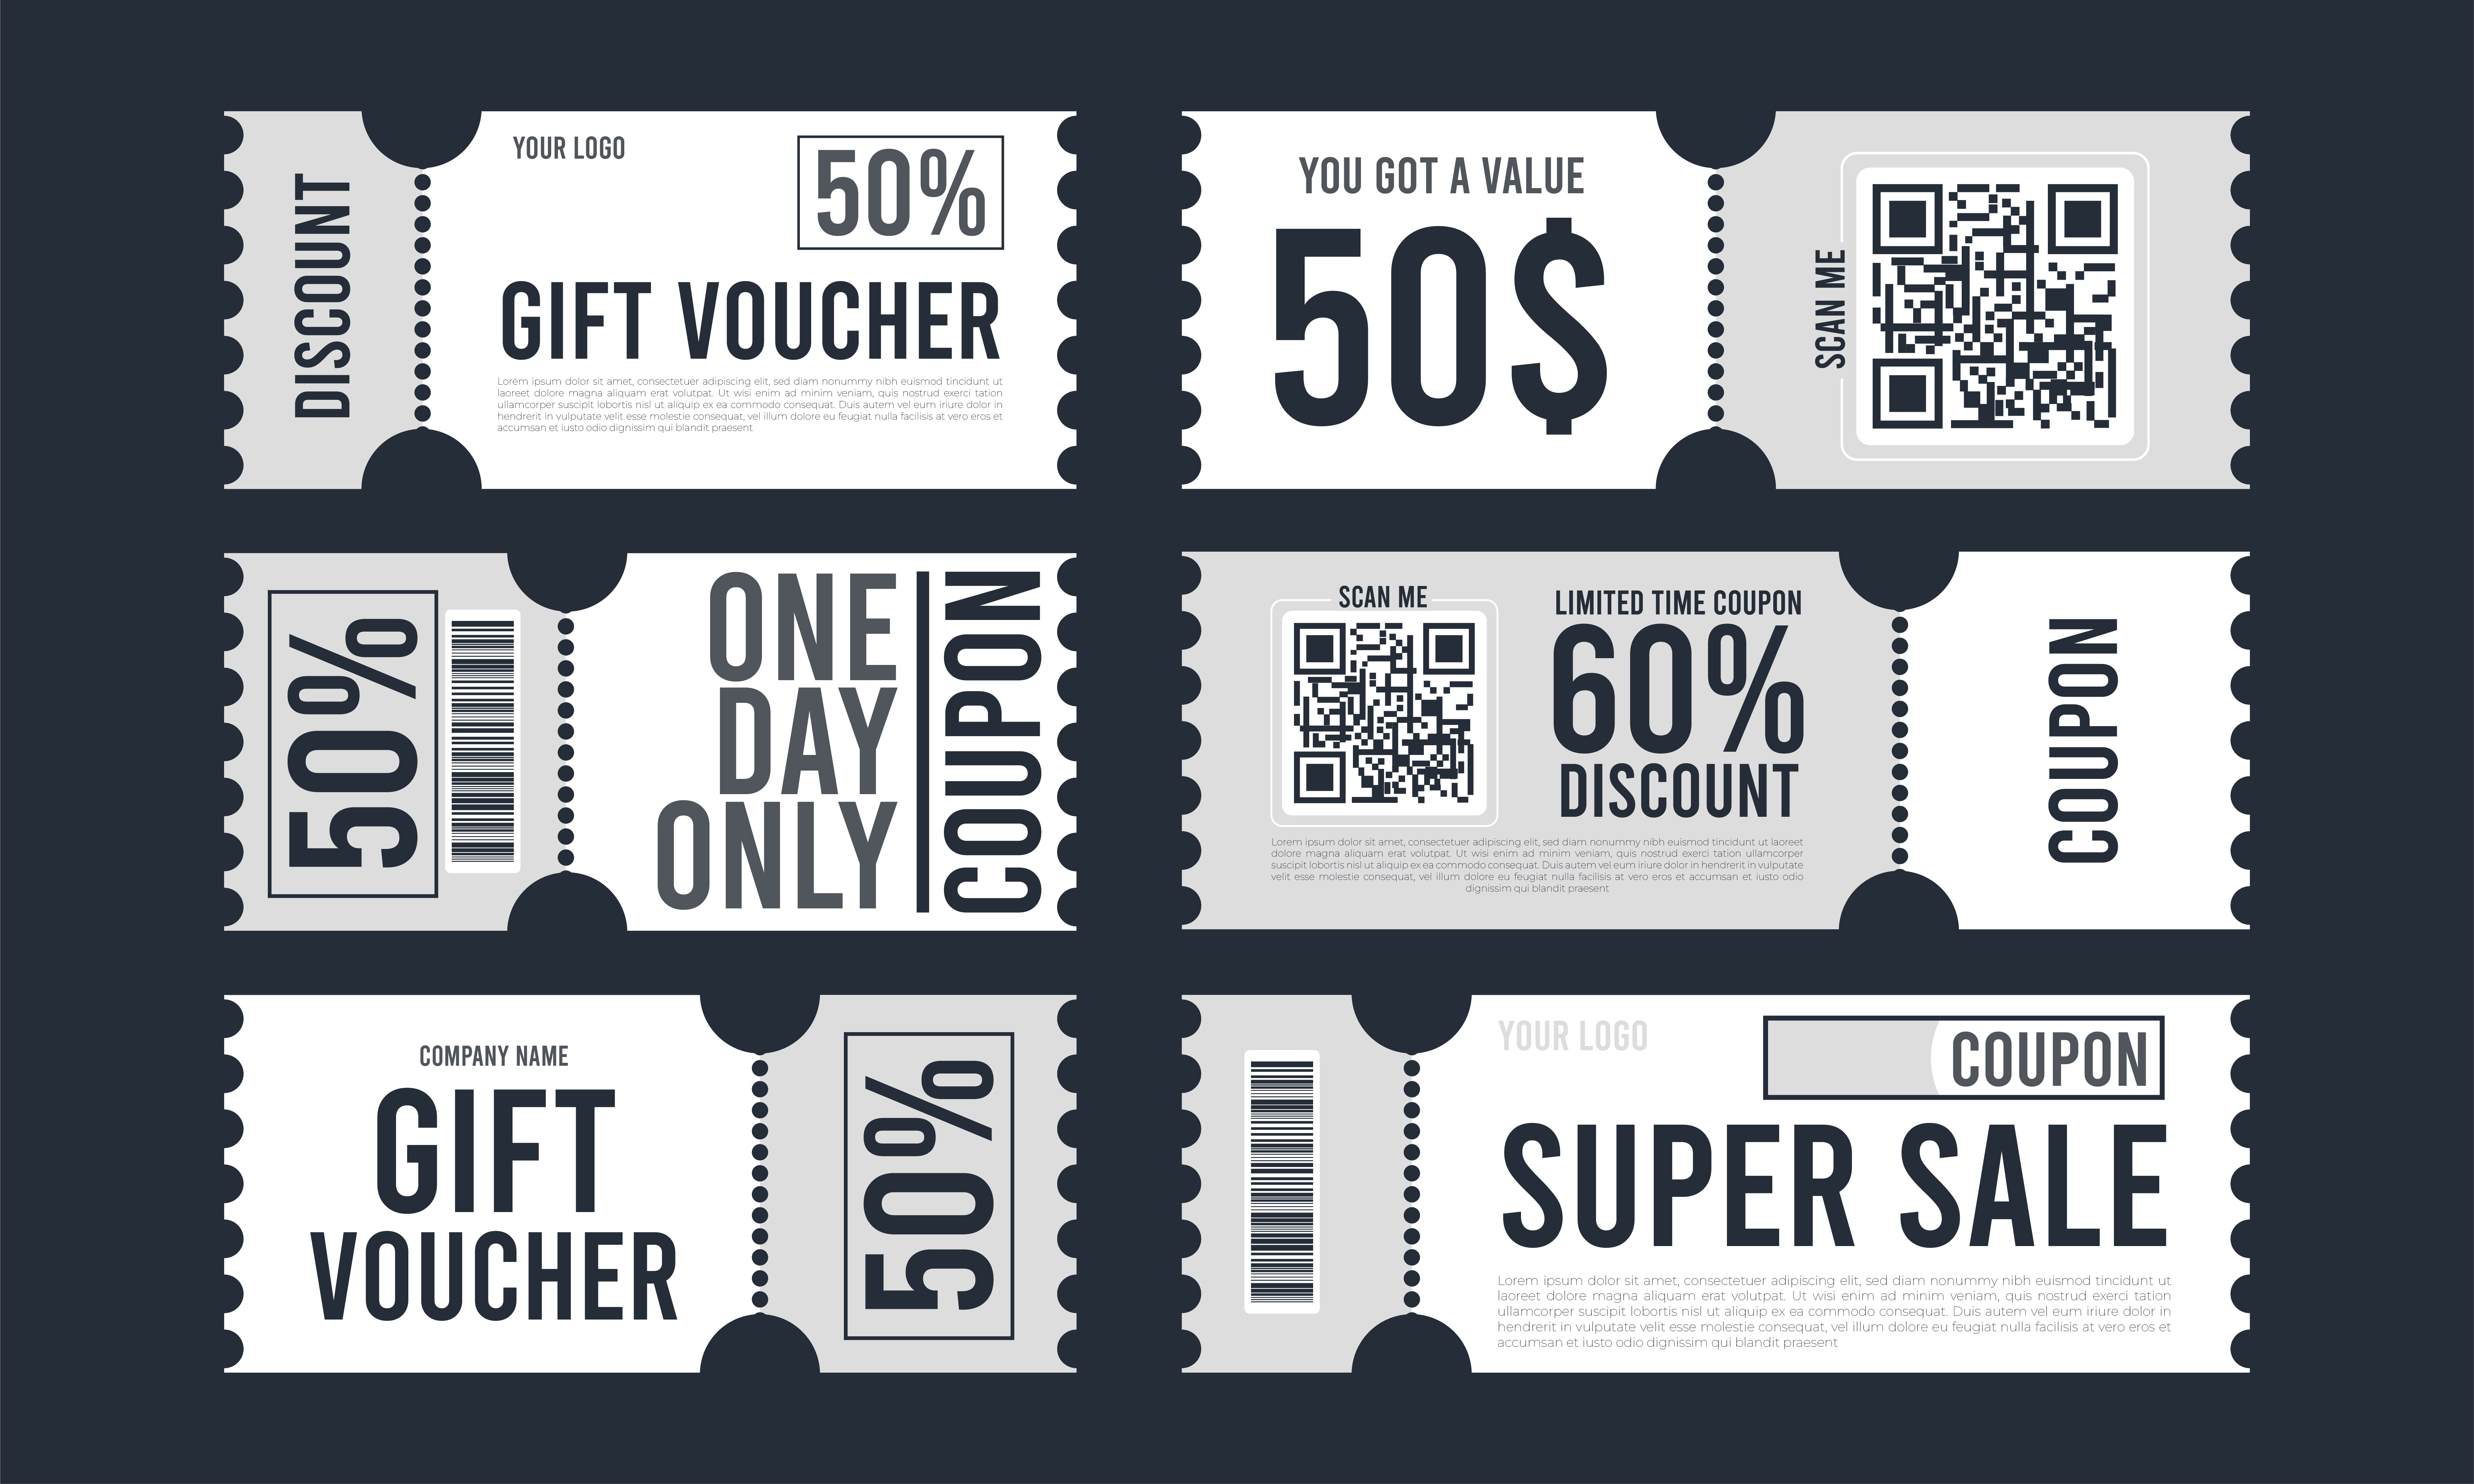 DISCOUNT
YOUR LOGO
50%
GIFT VOUCHER
Lorem ipsum dolor sit amet, consectetuer adipiscing elit, sed diam nonummy nibh euismod tincidunt ut
laoreet dolore magna aliquam erat volutpat. Ut wisi enim ad minim veniam, quis nostrud exerci tation
ullamcorper suscipit lobortis nisl ut aliquip ex ea commodo consequat. Duis autem vel eum iriure dolor in
hendrerit in vulputate velit esse molestie consequat, vel illum dolore eu feugiat nulla facilisis at vero eros et
accumsan et iusto odio dignissim qui blandit praesent
YOU GOT A VALUE
50$
SCAN ME
50%
ONE
DAY
ONLY
COUPON
SCAN ME
LIMITED TIME COUPON
60%
DISCOUNT
Lorem ipsum dolor sit amet, consectetuer adipiscing elit, sed diam nonummy nibh euismod tincidunt ut laoreet
dolore magna aliquam erat volutpat. Ut wisi enim ad minim veniam, quis nostrud exerci tation ullamcorper
suscipit lobortis nisl ut aliquip ex ea commodo consequat. Duis autem vel eum iriure dolor in hendrerit in vulputate
velit esse molestie consequat, vel illum dolore eu feugiat nulla facilisis at vero eros et accumsan et iusto odio
dignissim qui blandit praesent
COUPON
COMPANY NAME
GIFT
VOUCHER
50%
YOUR LOGO
COUPON
SUPER SALE
Lorem ipsum dolor sit amet, consectetuer adipiscing elit, sed diam nonummy nibh euismod tincidunt ut
laoreet dolore magna aliquam erat volutpat. Ut wisi enim ad minim veniam, quis nostrud exerci tation
ullamcorper suscipit lobortis nisl ut aliquip ex ea commodo consequat. Duis autem vel eum iriure dolor in
hendrerit in vulputate velit esse molestie consequat, vel illum dolore eu feugiat nulla facilisis at vero eros et
accumsan et iusto odio dignissim qui blandit praesent